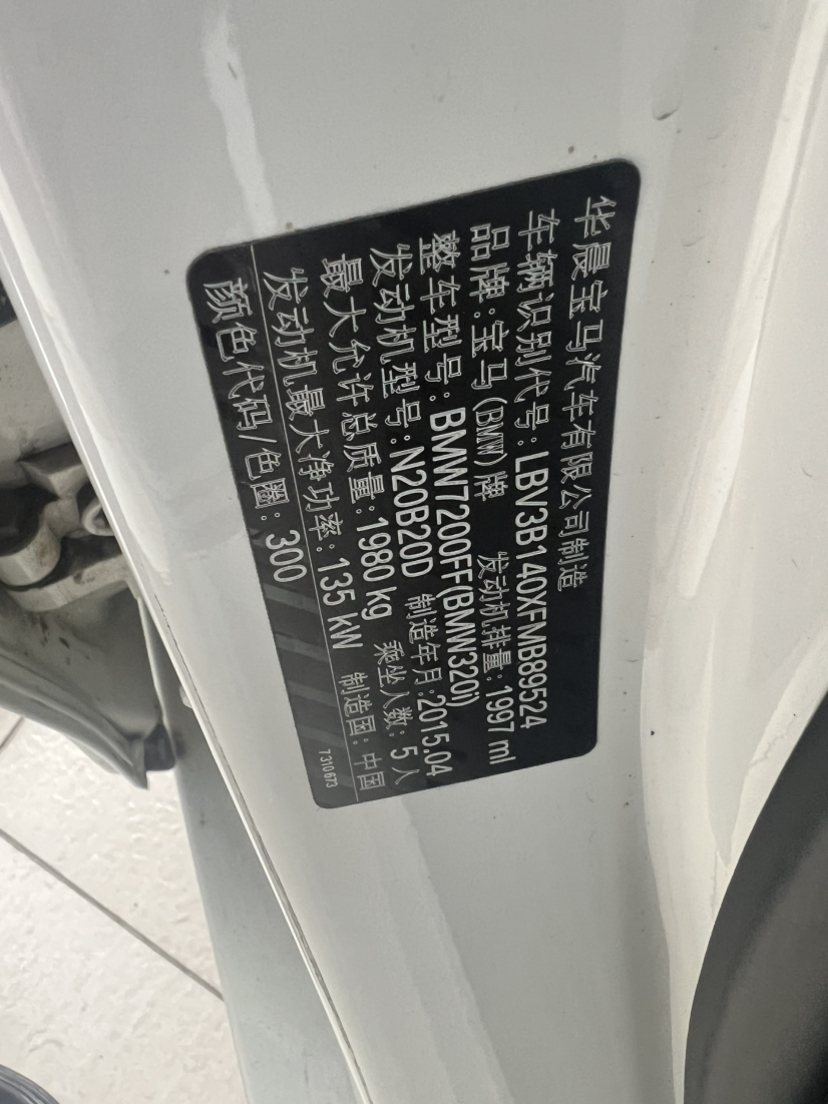 华晨宝马汽车有限公司制造
车辆识别代号:LBV3B140XFMB89524
品牌:宝马(BMW)牌 发动机排量:1997 ml
整车型号:BMW7200FF(BMW320i)
发动机型号:N20B20D 制造年月:2015.04
最大允许总质量:1980 kg 乘坐人数:5人
发动机最大净功率:135 kW 制造国:中国
颜色代码/色圈:300
7310673